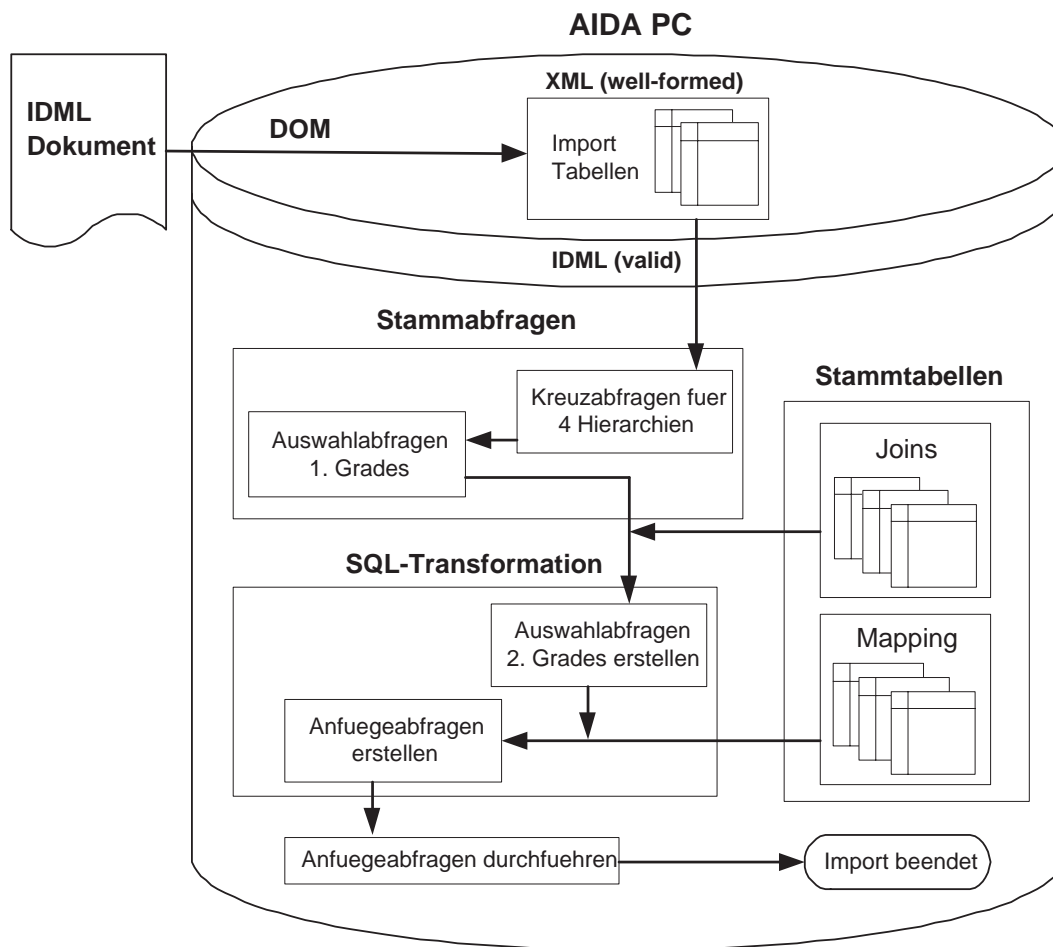 AIDA PC
IDML
Dokument
XML (well-formed)
DOM
Import
Tabellen
IDML (valid)
Stammabfragen
Kreuzabfragen fuer
4 Hierarchien
Auswahlabfragen
1. Grades
Stammtabellen
Joins
SQL-Transformation
Auswahlabfragen
2. Grades erstellen
Mapping
Anfuegeabfragen
erstellen
Anfuegeabfragen durchfuehren
Import beendet